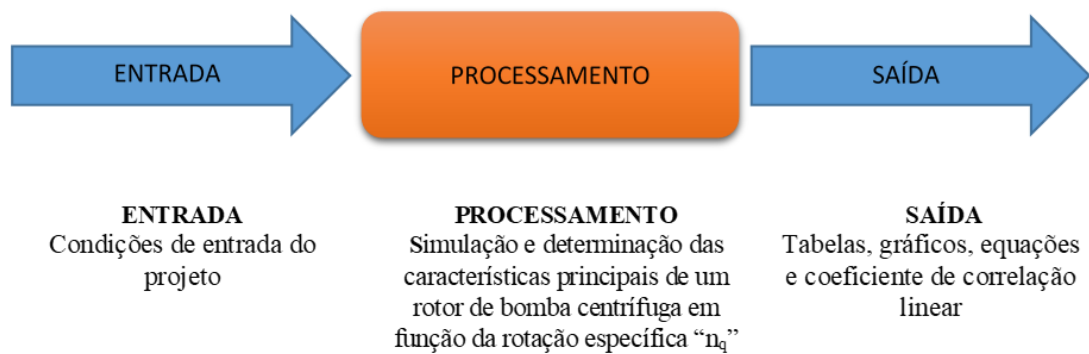 ENTRADA
PROCESSAMENTO
SAÍDA
ENTRADA
Condições de entrada do
projeto
PROCESSAMENTO
Simulação e determinação das
características principais de um
rotor de bomba centrífuga em
função da rotação específica “nq”
SAÍDA
Tabelas, gráficos, equações
e coeficiente de correlação
linear